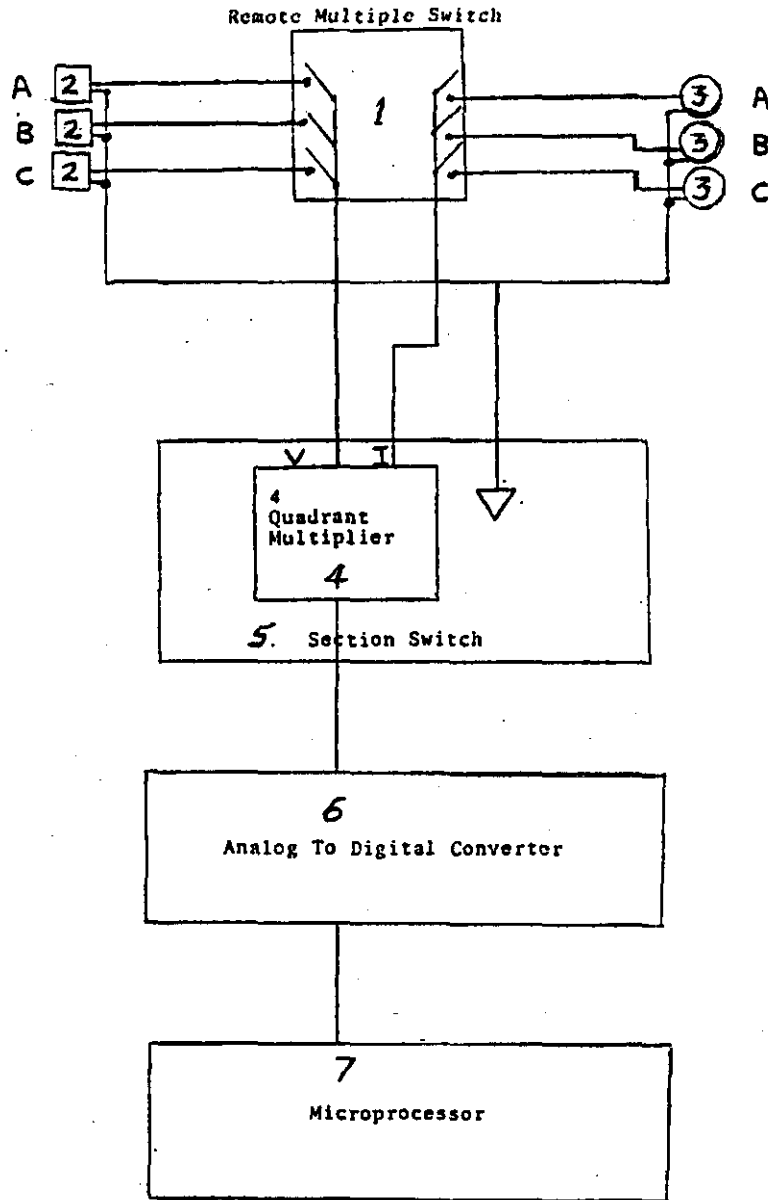 Remote Multiple Switch
A 2
B 2
C 2
1
3 A
3 B
3 C
V I
4
Quadrant
Multiplier
4
5. Section Switch
6
Analog To Digital Convertor
7
Microprocessor